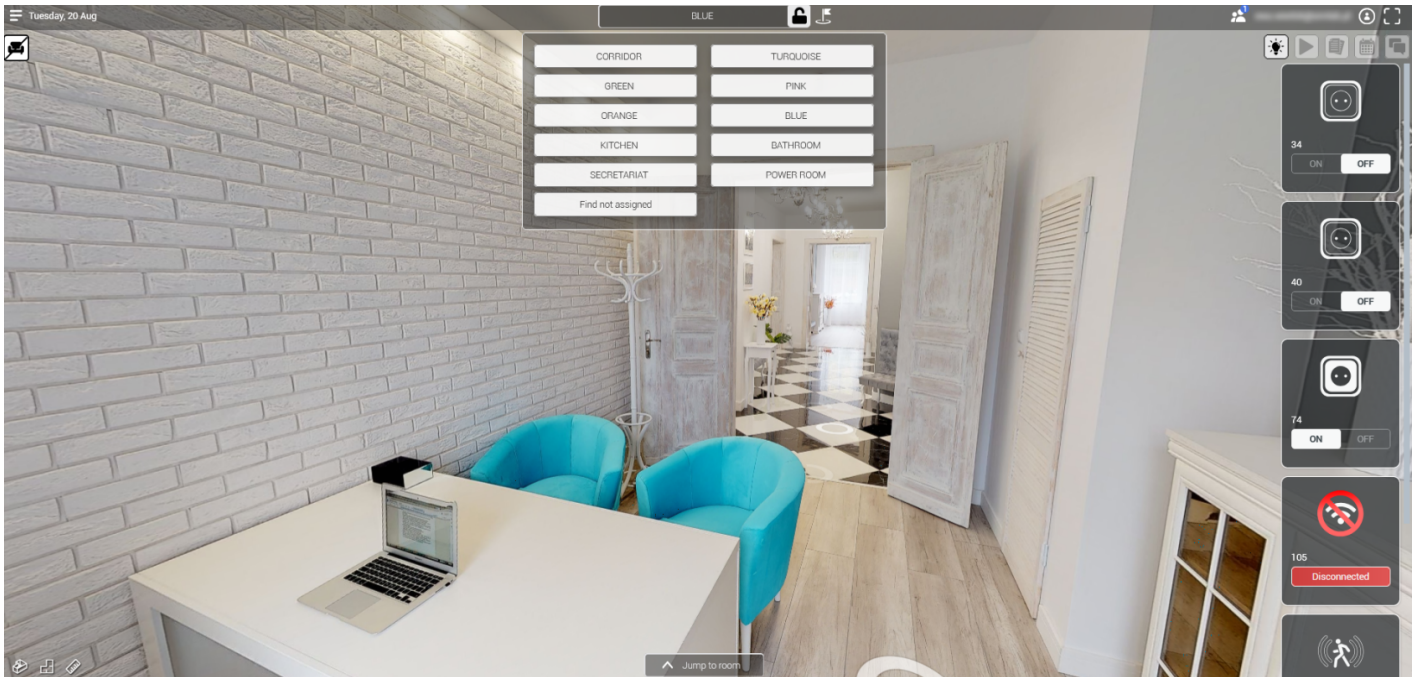 Tuesday, 20 Aug
BLUE
1
CORRIDOR
TURQUOISE
GREEN
PINK
ORANGE
BLUE
KITCHEN
BATHROOM
SECRETARIAT
POWER ROOM
Find not assigned
34
ON OFF
40
ON OFF
74
ON OFF
105
Disconnected
Jump to room